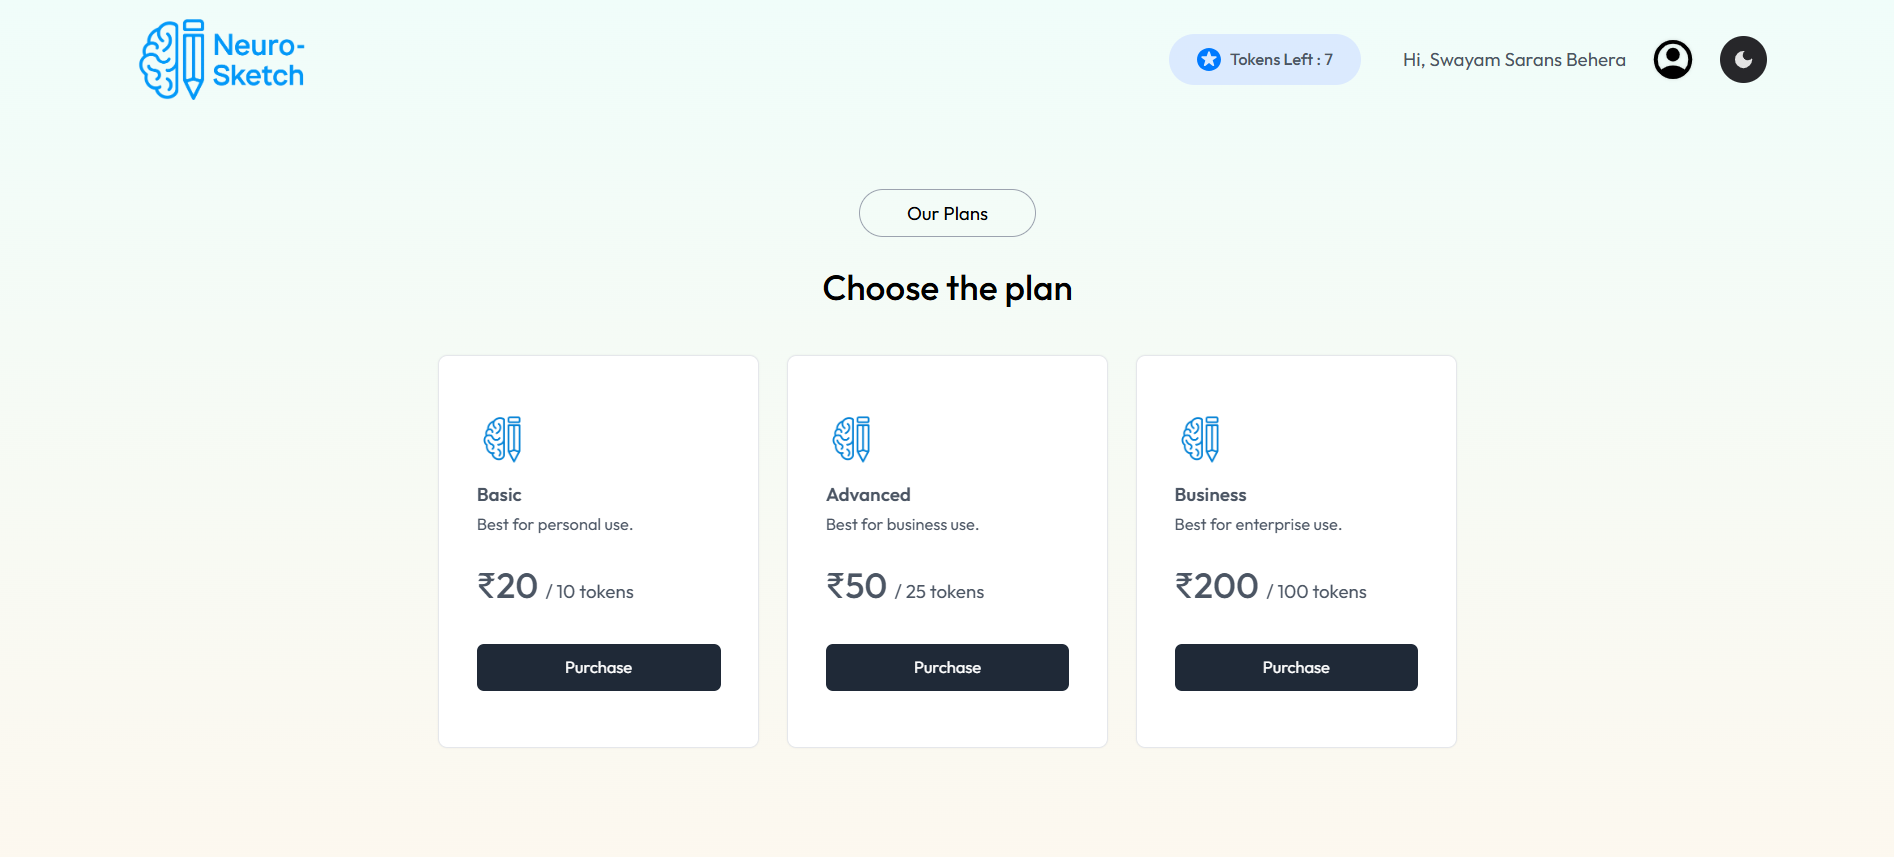 Neuro-
Sketch
Tokens Left : 7
Hi, Swayam Sarans Behera
Our Plans
Choose the plan
Basic
Best for personal use.
₹20 / 10 tokens
Purchase
Advanced
Best for business use.
₹50 / 25 tokens
Purchase
Business
Best for enterprise use.
₹200 / 100 tokens
Purchase